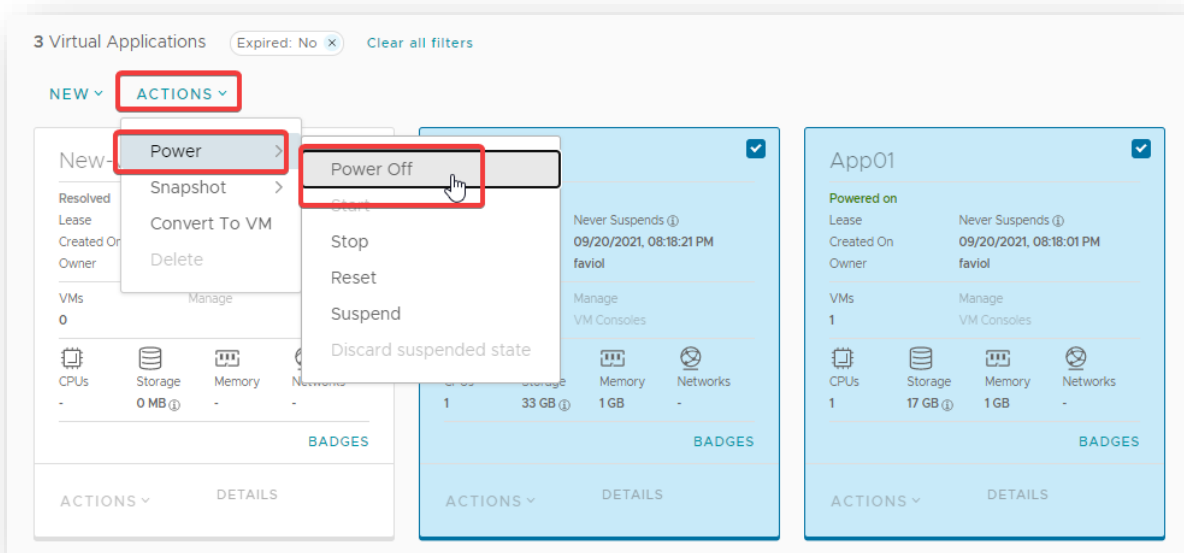 3 Virtual Applications Expired: No × Clear all filters
NEW ACTIONS
Power
Snapshot
Convert To VM
Delete
Power Off
Start
Stop
Reset
Suspend
Discard suspended state
New-
Resolved
Lease
Created On
Owner
VMs Manage
0
CPUs Storage Memory Networks
- 0 MB - -
BADGES
ACTIONS DETAILS
Never Suspends
09/20/2021, 08:18:21 PM
faviol
Manage
VM Consoles
CPUs Storage Memory Networks
1 33 GB 1 GB -
BADGES
ACTIONS DETAILS
App01
Powered on
Lease Never Suspends
Created On 09/20/2021, 08:18:01 PM
Owner faviol
VMs Manage
1 VM Consoles
CPUs Storage Memory Networks
1 17 GB 1 GB -
BADGES
ACTIONS DETAILS